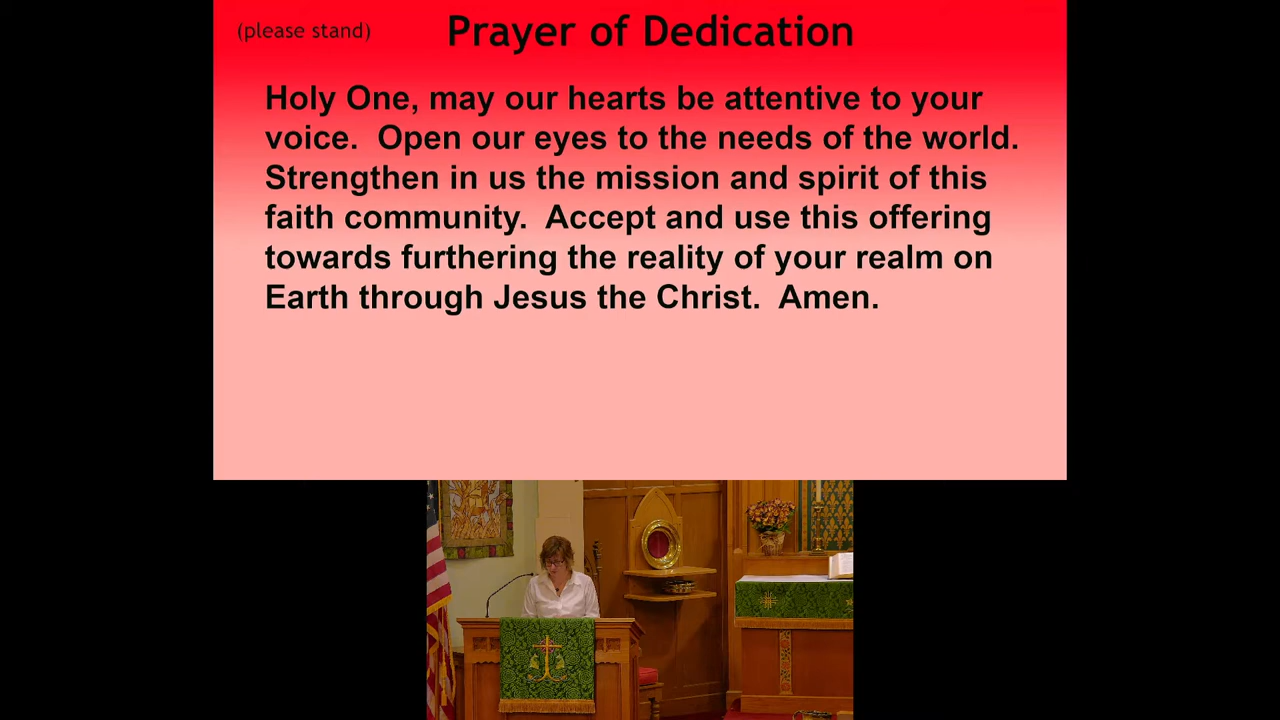 (please stand)
Prayer of Dedication
Holy One, may our hearts be attentive to your
voice.  Open our eyes to the needs of the world.
Strengthen in us the mission and spirit of this
faith community.  Accept and use this offering
towards furthering the reality of your realm on
Earth through Jesus the Christ.  Amen.